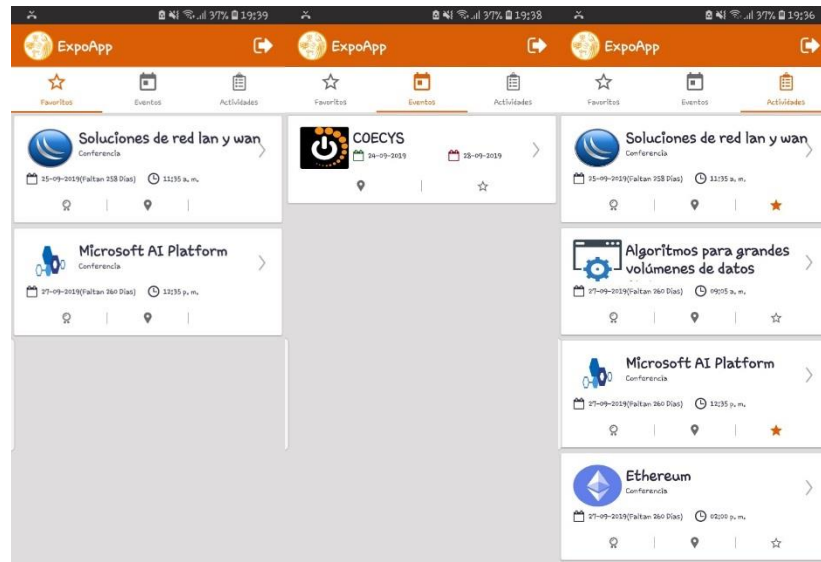 37% 19:39
ExpoApp
Favoritos Eventos Actividades
Soluciones de red lan y wan
Conferencia
25-09-2019(Faltan 258 Días) 11:35 a. m.
Microsoft AI Platform
Conferencia
27-09-2019(Faltan 260 Días) 12:35 p. m.
37% 19:38
ExpoApp
Favoritos Eventos Actividades
COECYS
24-09-2019 28-09-2019
37% 19:36
ExpoApp
Favoritos Eventos Actividades
Soluciones de red lan y wan
Conferencia
25-09-2019(Faltan 258 Días) 11:35 a. m.
Algoritmos para grandes
volúmenes de datos
27-09-2019(Faltan 260 Días) 09:05 a. m.
Microsoft AI Platform
Conferencia
27-09-2019(Faltan 260 Días) 12:35 p. m.
Ethereum
Conferencia
27-09-2019(Faltan 260 Días) 02:00 p. m.